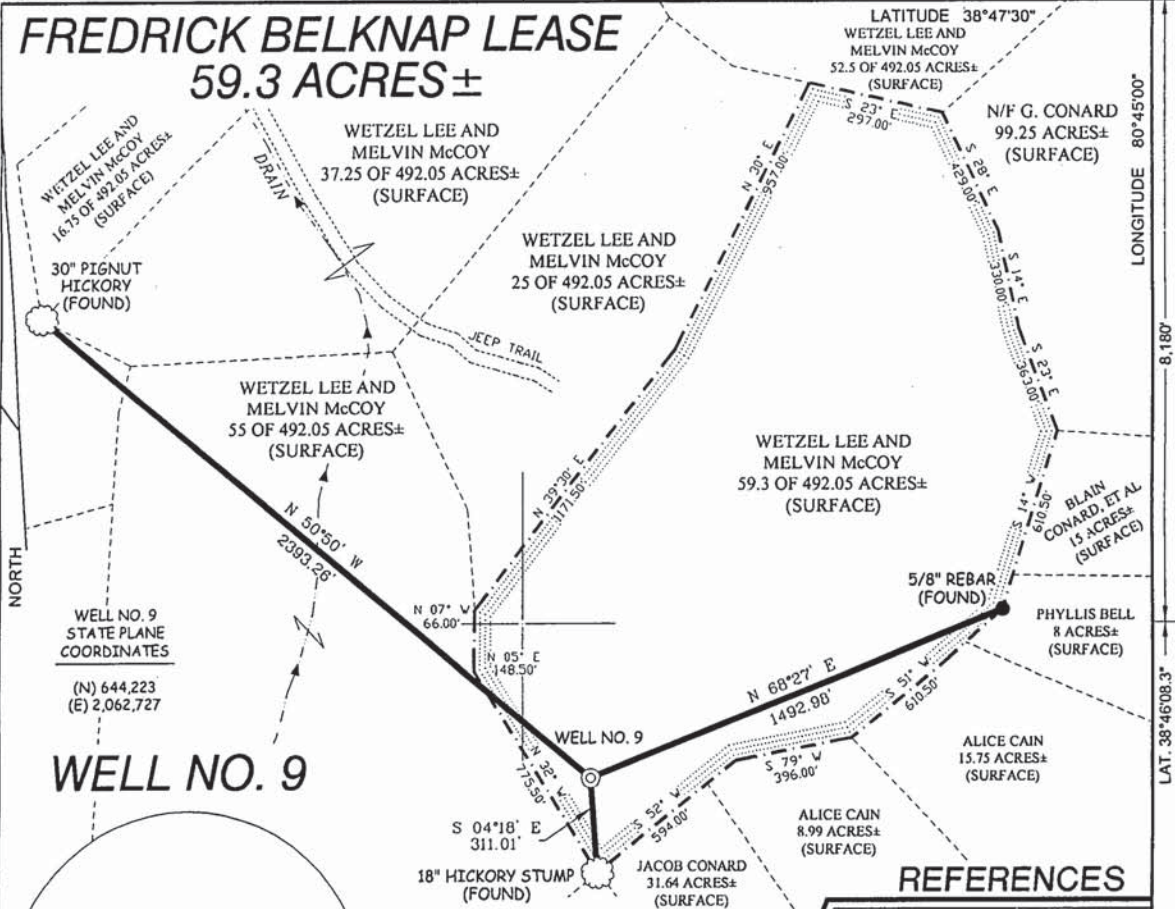 FREDRICK BELKNAP LEASE
59.3 ACRES±
LATITUDE 38°47'30"
WETZEL LEE AND
MELVIN McCOY
52.5 OF 492.05 ACRES±
(SURFACE)
N/F G. CONARD
99.25 ACRES±
(SURFACE)
LONGITUDE 80°45'00"
S 23° E
297.00'
WETZEL LEE AND
MELVIN McCOY
16.75 OF 492.05 ACRES±
(SURFACE)
DRAIN
WETZEL LEE AND
MELVIN McCOY
37.25 OF 492.05 ACRES±
(SURFACE)
N 30° E
957.00'
S 28° E
429.00'
WETZEL LEE AND
MELVIN McCOY
25 OF 492.05 ACRES±
(SURFACE)
30" PIGNUT
HICKORY
(FOUND)
S 14° E
330.00'
JEEP TRAIL
S 23° E
363.00'
8,180'
WETZEL LEE AND
MELVIN McCOY
55 OF 492.05 ACRES±
(SURFACE)
WETZEL LEE AND
MELVIN McCOY
59.3 OF 492.05 ACRES±
(SURFACE)
N 39°30' E
1171.50'
S 14° W
610.50'
BLAIN
CONARD, ET AL
15 ACRES±
(SURFACE)
N 50°50' W
2393.26'
NORTH
5/8" REBAR
(FOUND)
N 07° W
66.00'
PHYLLIS BELL
8 ACRES±
(SURFACE)
WELL NO. 9
STATE PLANE
COORDINATES
(N) 644,223
(E) 2,062,727
N 05° E
148.50'
N 68°27' E
1492.98'
S 51° W
610.50'
LAT. 38°46'08.3"
WELL NO. 9
WELL NO. 9
N 32° W
775.50'
S 79° W
396.00'
ALICE CAIN
15.75 ACRES±
(SURFACE)
S 52° W
594.00'
ALICE CAIN
8.99 ACRES±
(SURFACE)
S 04°18' E
311.01'
18" HICKORY STUMP
(FOUND)
JACOB CONARD
31.64 ACRES±
(SURFACE)
REFERENCES